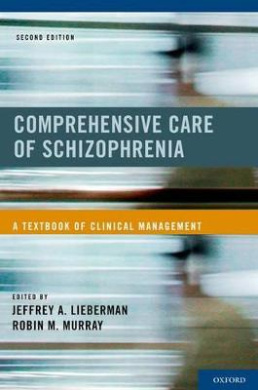 SECOND EDITION
COMPREHENSIVE CARE
OF SCHIZOPHRENIA
A TEXTBOOK OF CLINICAL MANAGEMENT
EDITED BY
JEFFREY A. LIEBERMAN
ROBIN M. MURRAY
OXFORD